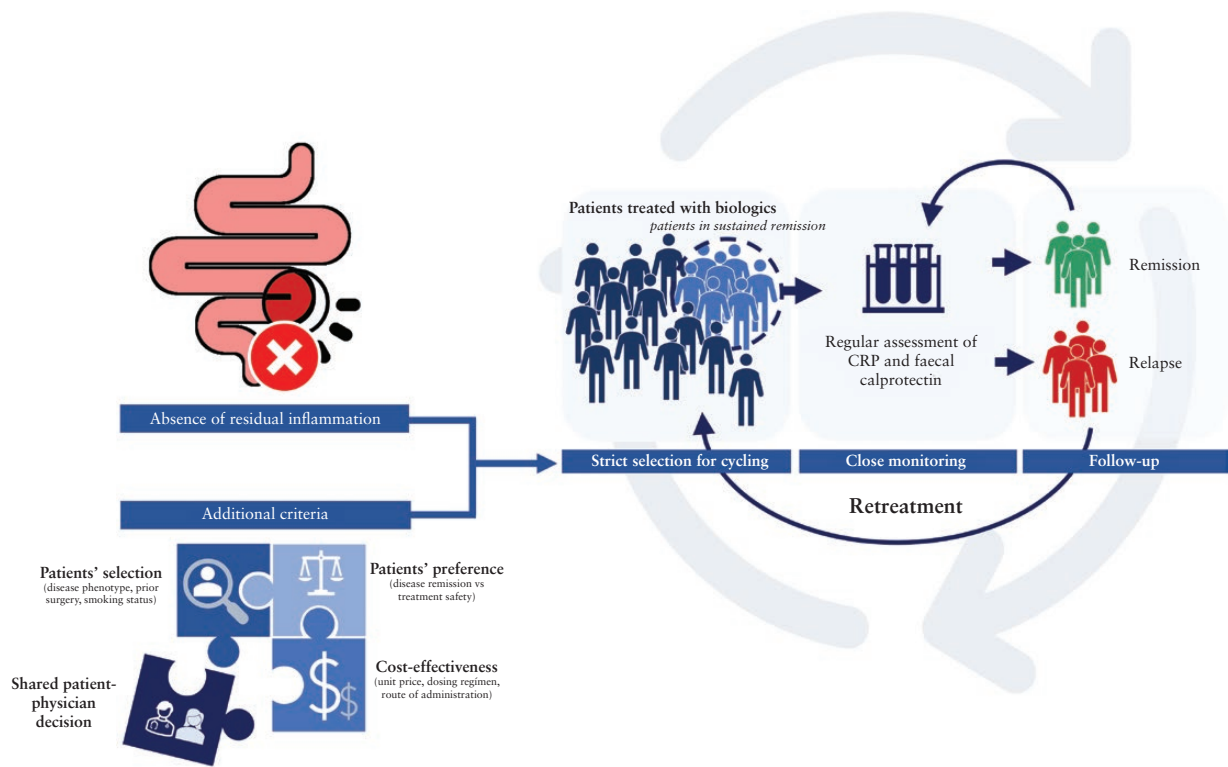 Patients treated with biologics
patients in sustained remission
Remission
Regular assessment of
CRP and faecal
calprotectin
Relapse
Absence of residual inflammation
Strict selection for cycling
Close monitoring
Follow-up
Additional criteria
Retreatment
Patients’ selection
(disease phenotype, prior
surgery, smoking status)
Patients’ preference
(disease remission vs
treatment safety)
Shared patient-
physician
decision
Cost-effectiveness
(unit price, dosing regímen,
route of administration)
$
$